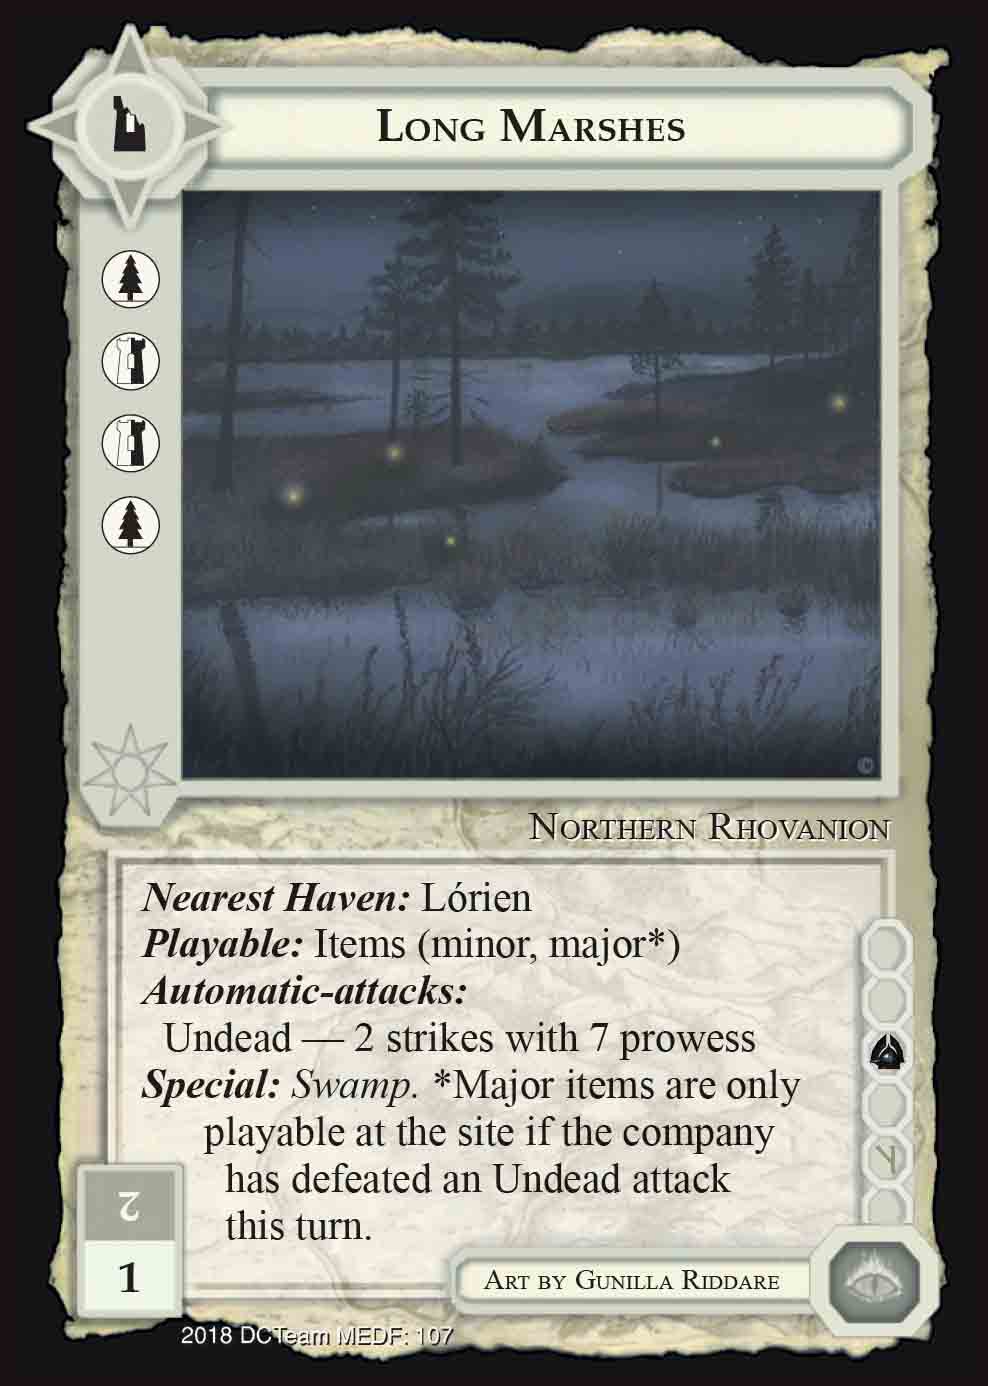 Long Marshes
Northern Rhovanion
Nearest Haven: Lórien
Playable: Items (minor, major*)
Automatic-attacks:
Undead — 2 strikes with 7 prowess
Special: Swamp. *Major items are only
playable at the site if the company
has defeated an Undead attack
this turn.
2
1
Art by Gunilla Riddare
2018 DCTeam MEDF: 107
©